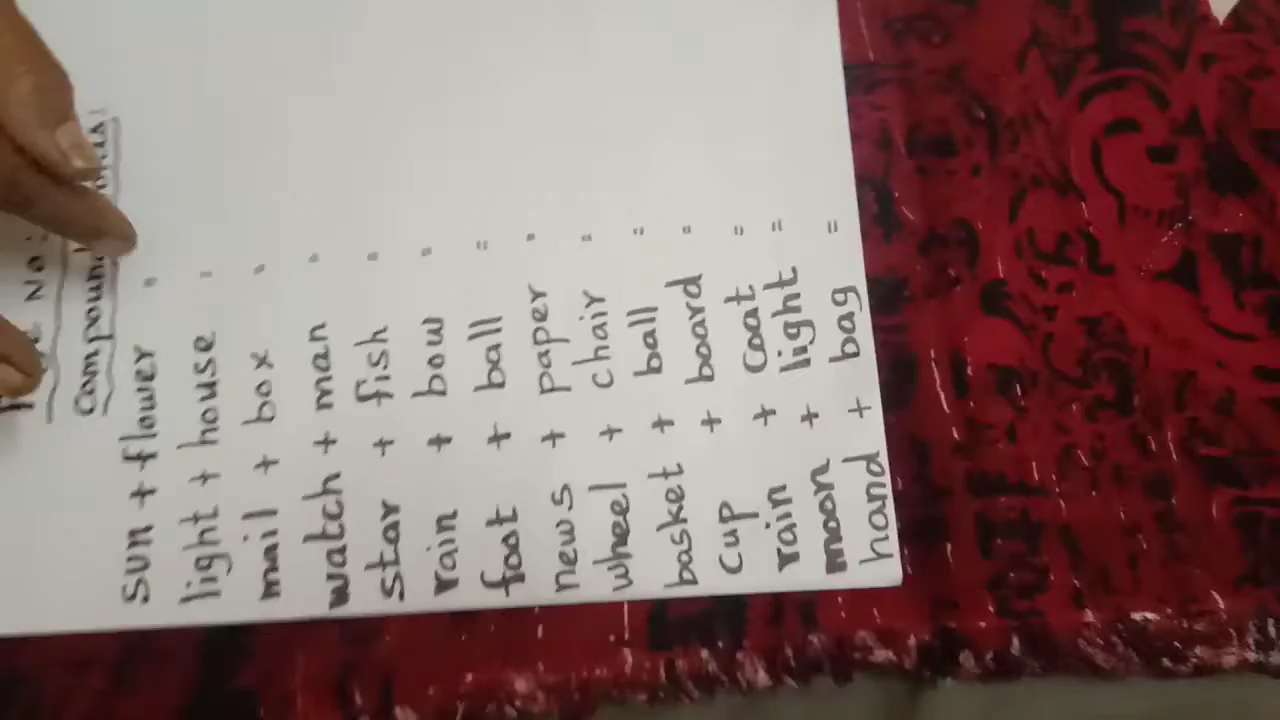 No:
Compound
sun + flower =
light + house =
mail + box =
watch + man =
star + fish =
rain + bow =
foot + ball =
news + paper =
wheel + chair =
basket + ball =
cup + board =
rain + coat =
moon + light =
hand + bag =